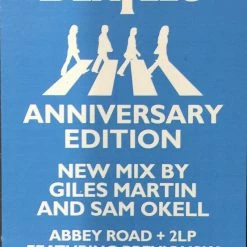 ANNIVERSARY
EDITION
NEW MIX BY
GILES MARTIN
AND SAM OKELL
ABBEY ROAD + 2LP